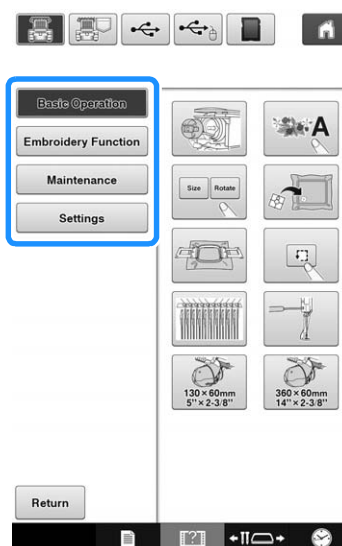 Basic Operation
A
Embroidery Function
Maintenance
Size Rotate
Settings
130×60mm 360×60mm
5"×2-3/8" 14"×2-3/8"
Return
?